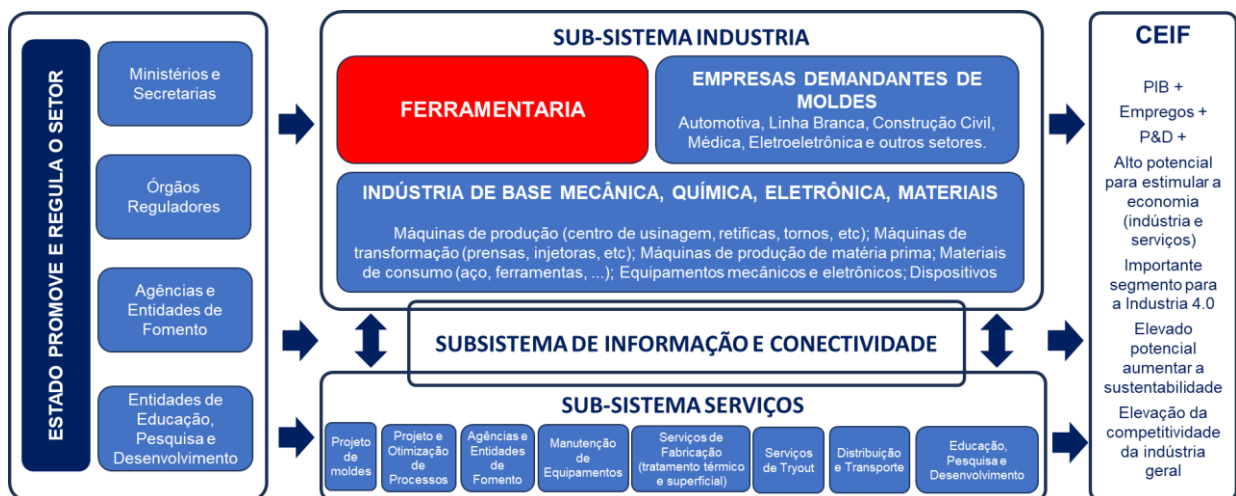 ESTADO PROMOVE E REGULA O SETOR
Ministérios e
Secretarias
Órgãos
Reguladores
Agências e
Entidades de
Fomento
Entidades de
Educação,
Pesquisa e
Desenvolvimento
SUB-SISTEMA INDUSTRIA
FERRAMENTARIA
EMPRESAS DEMANDANTES DE
MOLDES
Automotiva, Linha Branca, Construção Civil,
Médica, Eletroeletrônica e outros setores.
INDÚSTRIA DE BASE MECÂNICA, QUÍMICA, ELETRÔNICA, MATERIAIS
Máquinas de produção (centro de usinagem, retificas, tornos, etc); Máquinas de
transformação (prensas, injetoras, etc); Máquinas de produção de matéria prima; Materiais
de consumo (aço, ferramentas, ...); Equipamentos mecânicos e eletrônicos; Dispositivos
SUBSISTEMA DE INFORMAÇÃO E CONECTIVIDADE
SUB-SISTEMA SERVIÇOS
Projeto
de
moldes
Projeto e
Otimização
de
Processos
Agências e
Entidades
de
Fomento
Manutenção
de
Equipamentos
Serviços de
Fabricação
(tratamento térmico
e superficial)
Serviços
de Tryout
Distribuição
e Transporte
Educação,
Pesquisa e
Desenvolvimento
CEIF
PIB +
Empregos +
P&D +
Alto potencial
para estimular a
economia
(indústria e
serviços)
Importante
segmento para
a Industria 4.0
Elevado
potencial
aumentar a
sustentabilidade
Elevação da
competitividade
da indústria
geral